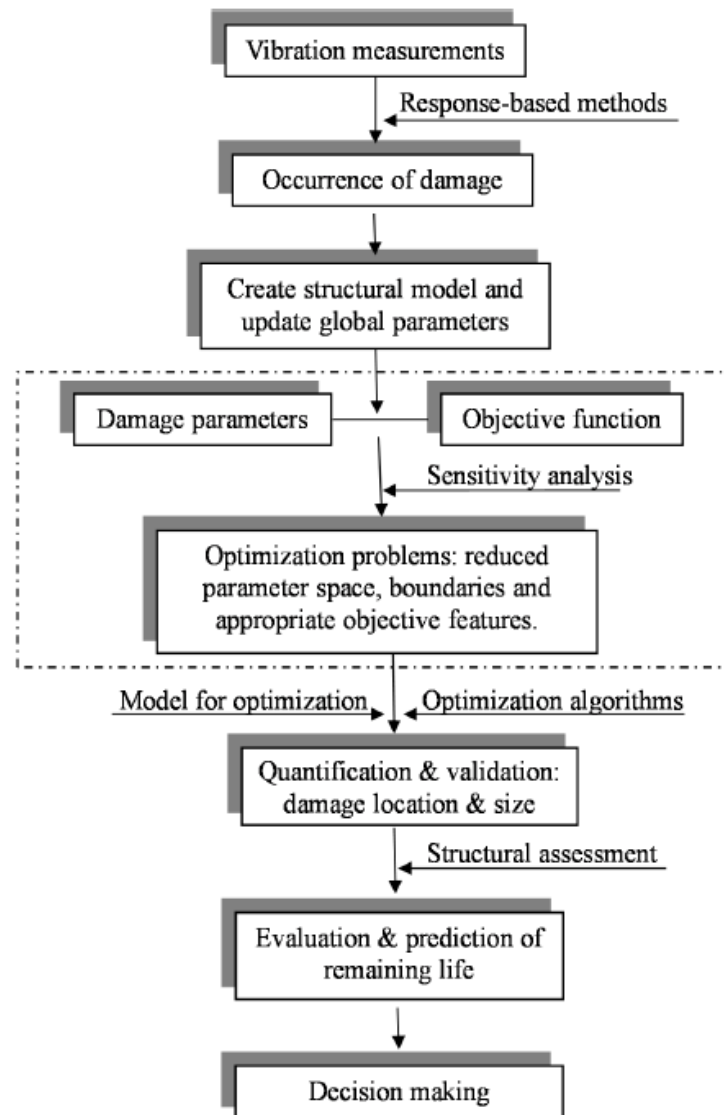 Vibration measurements
Response-based methods
Occurrence of damage
Create structural model and
update global parameters
Damage parameters
Objective function
Sensitivity analysis
Optimization problems: reduced
parameter space, boundaries and
appropriate objective features.
Model for optimization
Optimization algorithms
Quantification & validation:
damage location & size
Structural assessment
Evaluation & prediction of
remaining life
Decision making